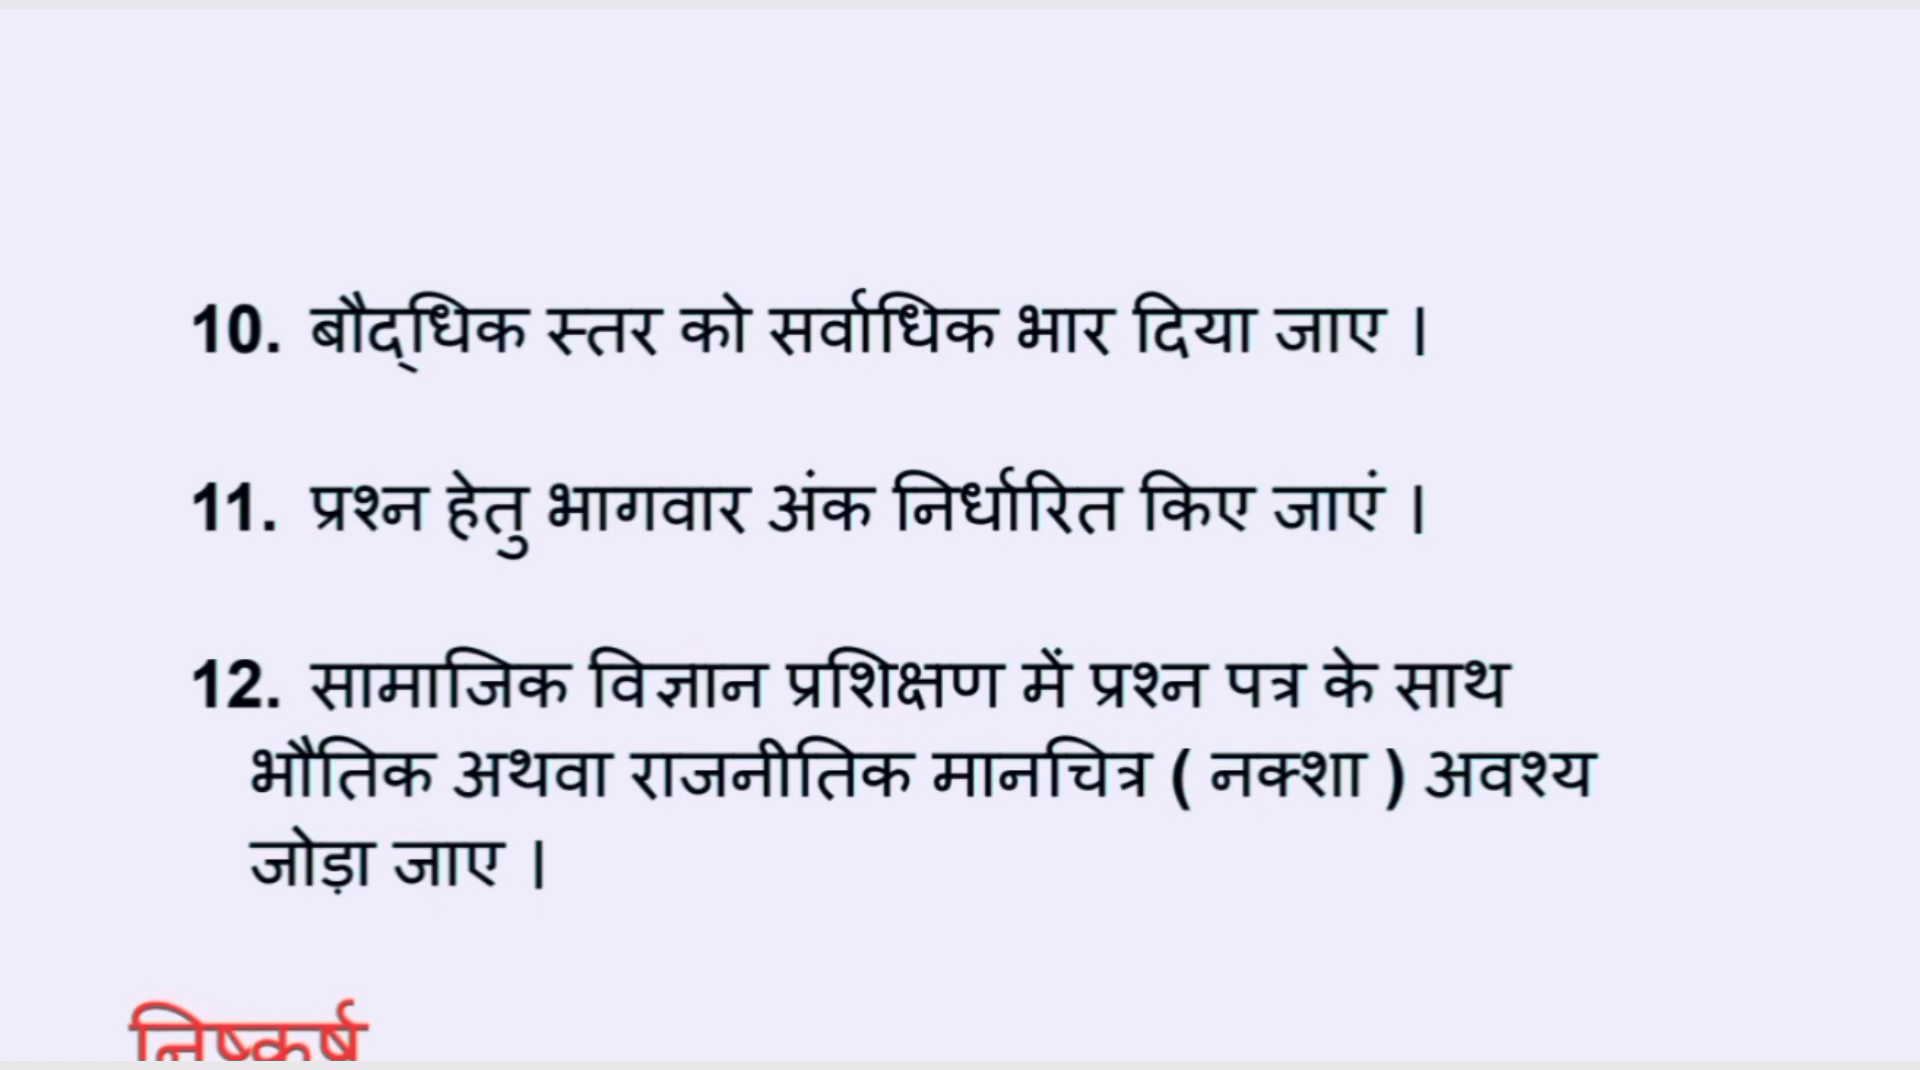 10. बौद्धिक स्तर को सर्वाधिक भार दिया जाए ।
11. प्रश्न हेतु भागवार अंक निर्धारित किए जाएं ।
12. सामाजिक विज्ञान प्रशिक्षण में प्रश्न पत्र के साथ
भौतिक अथवा राजनीतिक मानचित्र ( नक्शा ) अवश्य
जोड़ा जाए ।
निष्कर्ष